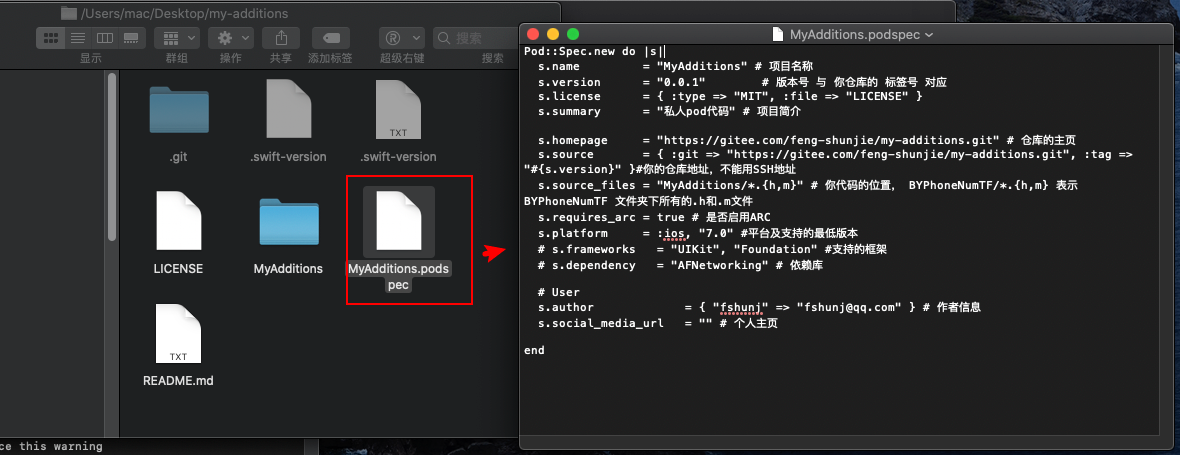 /Users/mac/Desktop/my-additions
显示
群组
操作
共享
添加标签
超级右键
搜索
搜索
.git
.swift-version
TXT
.swift-version
LICENSE
MyAdditions
MyAdditions.pods
pec
TXT
README.md
ce this warning
MyAdditions.podspec
Pod::Spec.new do |s|
s.name = "MyAdditions" # 项目名称
s.version = "0.0.1" # 版本号 与 你仓库的 标签号 对应
s.license = { :type => "MIT", :file => "LICENSE" }
s.summary = "私人pod代码" # 项目简介
s.homepage = "https://gitee.com/feng-shunjie/my-additions.git" # 仓库的主页
s.source = { :git => "https://gitee.com/feng-shunjie/my-additions.git", :tag =>
"#{s.version}" }#你的仓库地址，不能用SSH地址
s.source_files = "MyAdditions/*.{h,m}" # 你代码的位置， BYPhoneNumTF/*.{h,m} 表示
BYPhoneNumTF 文件夹下所有的.h和.m文件
s.requires_arc = true # 是否启用ARC
s.platform = :ios, "7.0" #平台及支持的最低版本
# s.frameworks = "UIKit", "Foundation" #支持的框架
# s.dependency = "AFNetworking" # 依赖库
# User
s.author = { "fshunj" => "fshunj@qq.com" } # 作者信息
s.social_media_url = "" # 个人主页
end